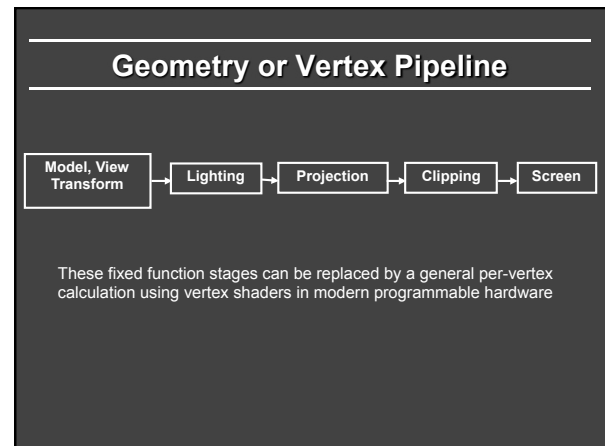 Geometry or Vertex Pipeline
Model, View
Transform
Lighting
Projection
Clipping
Screen
These fixed function stages can be replaced by a general per-vertex
calculation using vertex shaders in modern programmable hardware